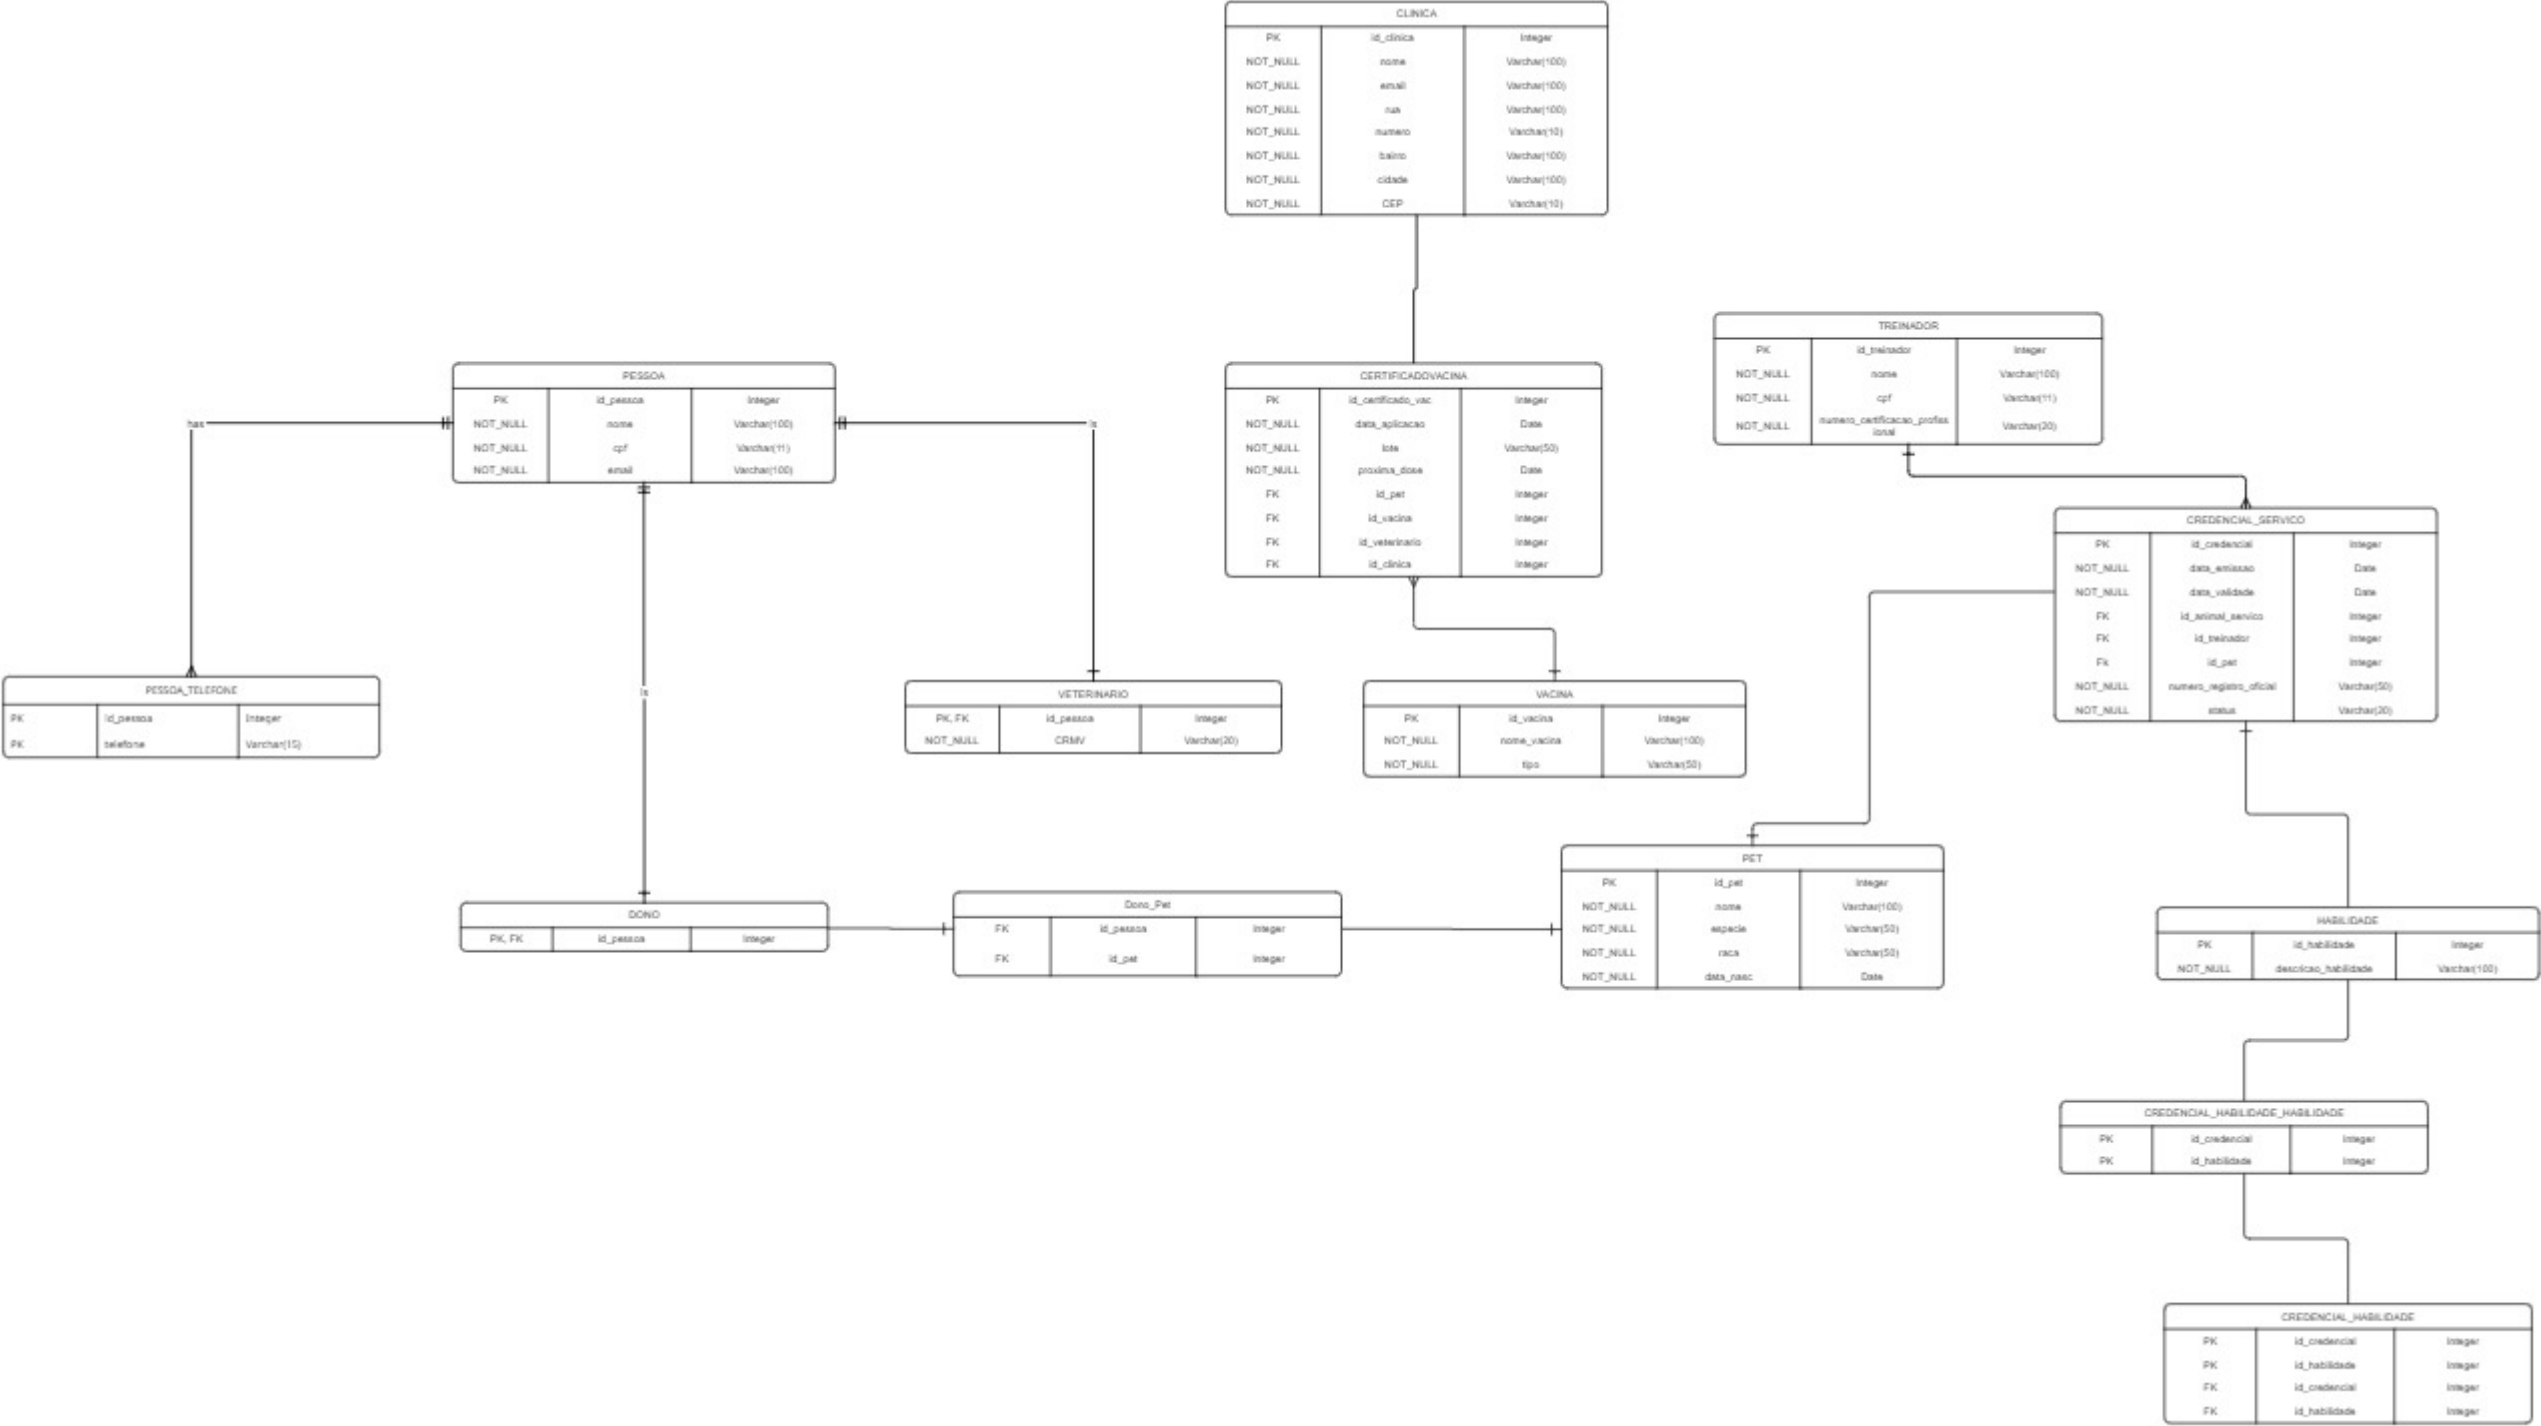 CLINICA
PK id_clinica Integer
NOT_NULL nome Varchar(100)
NOT_NULL email Varchar(100)
NOT_NULL rua Varchar(100)
NOT_NULL numero Varchar(10)
NOT_NULL bairro Varchar(100)
NOT_NULL cidade Varchar(100)
NOT_NULL CEP Varchar(10)
TREINADOR
PK id_treinador Integer
NOT_NULL nome Varchar(100)
NOT_NULL cpf Varchar(11)
NOT_NULL numero_certificacao_profiss
ional Varchar(20)
PESSOA
PK id_pessoa Integer
NOT_NULL nome Varchar(100)
NOT_NULL cpf Varchar(11)
NOT_NULL email Varchar(100)
has
is
is
CERTIFICADOVACINA
PK id_certificado_vac Integer
NOT_NULL data_aplicacao Date
NOT_NULL lote Varchar(50)
NOT_NULL proxima_dose Date
FK id_pet Integer
FK id_vacina Integer
FK id_veterinario Integer
FK id_clinica Integer
CREDENCIAL_SERVICO
PK id_credencial Integer
NOT_NULL data_emissao Date
NOT_NULL data_validade Date
FK id_animal_servico Integer
FK id_treinador Integer
Fk id_pet Integer
NOT_NULL numero_registro_oficial Varchar(50)
NOT_NULL status Varchar(20)
PESSOA_TELEFONE
PK id_pessoa Integer
PK telefone Varchar(15)
VETERINARIO
PK, FK id_pessoa Integer
NOT_NULL CRMV Varchar(20)
VACINA
PK id_vacina Integer
NOT_NULL nome_vacina Varchar(100)
NOT_NULL tipo Varchar(50)
PET
PK id_pet Integer
NOT_NULL nome Varchar(100)
NOT_NULL especie Varchar(50)
NOT_NULL raca Varchar(50)
NOT_NULL data_nasc Date
DONO
PK, FK id_pessoa Integer
Dono_Pet
FK id_pessoa Integer
FK id_pet Integer
HABILIDADE
PK id_habilidade Integer
NOT_NULL descricao_habilidade Varchar(100)
CREDENCIAL_HABILIDADE_HABILIDADE
PK id_credencial Integer
PK id_habilidade Integer
CREDENCIAL_HABILIDADE
PK id_credencial Integer
PK id_habilidade Integer
FK id_credencial Integer
FK id_habilidade Integer